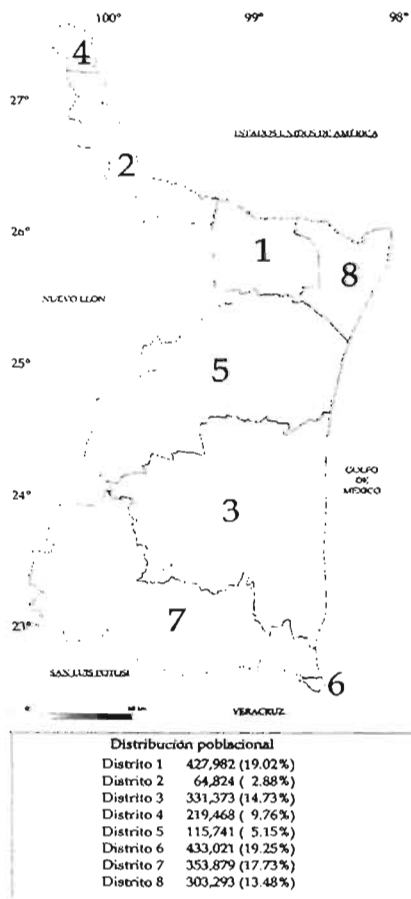 100° 99° 98°
4
27°
ESTADOS UNIDOS DE AMÉRICA
2
26°
1
8
NUEVO LEÓN
25°
5
GOLFO
DE
MÉXICO
24°
3
23°
7
SAN LUIS POTOSI
6
VERACRUZ
Distribución poblacional
Distrito 1 427,982 (19.02%)
Distrito 2 64,824 ( 2.88%)
Distrito 3 331,373 (14.73%)
Distrito 4 219,468 ( 9.76%)
Distrito 5 115,741 ( 5.15%)
Distrito 6 433,021 (19.25%)
Distrito 7 353,879 (17.73%)
Distrito 8 303,293 (13.48%)